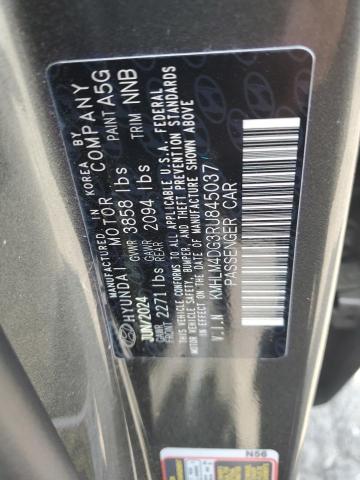 MANUFACTURED IN KOREA BY
HYUNDAI MOTOR COMPANY
JUN/2024 GVWR 3858 lbs PAINT A5G
GAWR FRONT 2271 lbs GAWR REAR 2094 lbs TRIM NNB
THIS VEHICLE CONFORMS TO ALL APPLICABLE U.S.A. FEDERAL
MOTOR VEHICLE SAFETY, BUMPER, AND THEFT PREVENTION STANDARDS
IN EFFECT ON THE DATE OF MANUFACTURE SHOWN ABOVE.
V.I.N KMHLM4DG3RU845037
PASSENGER CAR
N56